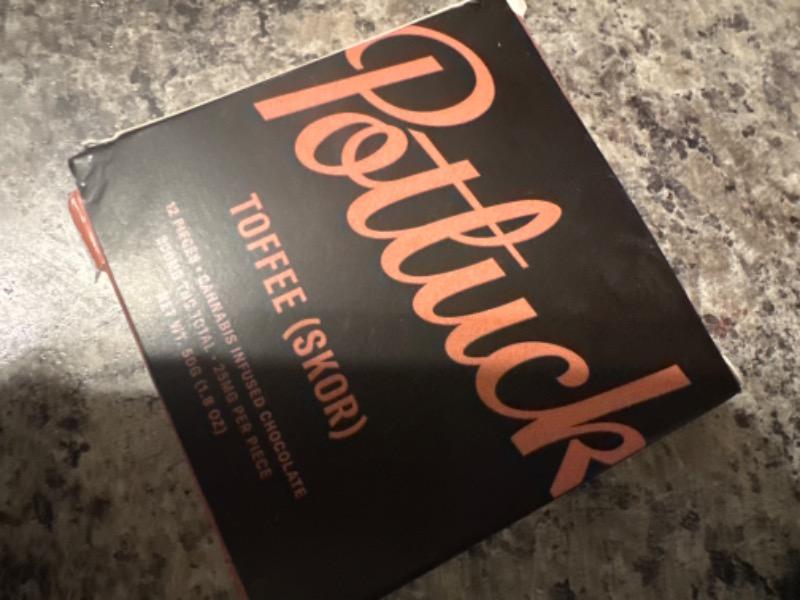 Potluck
TOFFEE (SKOR)
12 PIECES • CANNABIS INFUSED CHOCOLATE
300MG THC TOTAL • 25MG PER PIECE
NET WT. 50G (1.8 OZ)